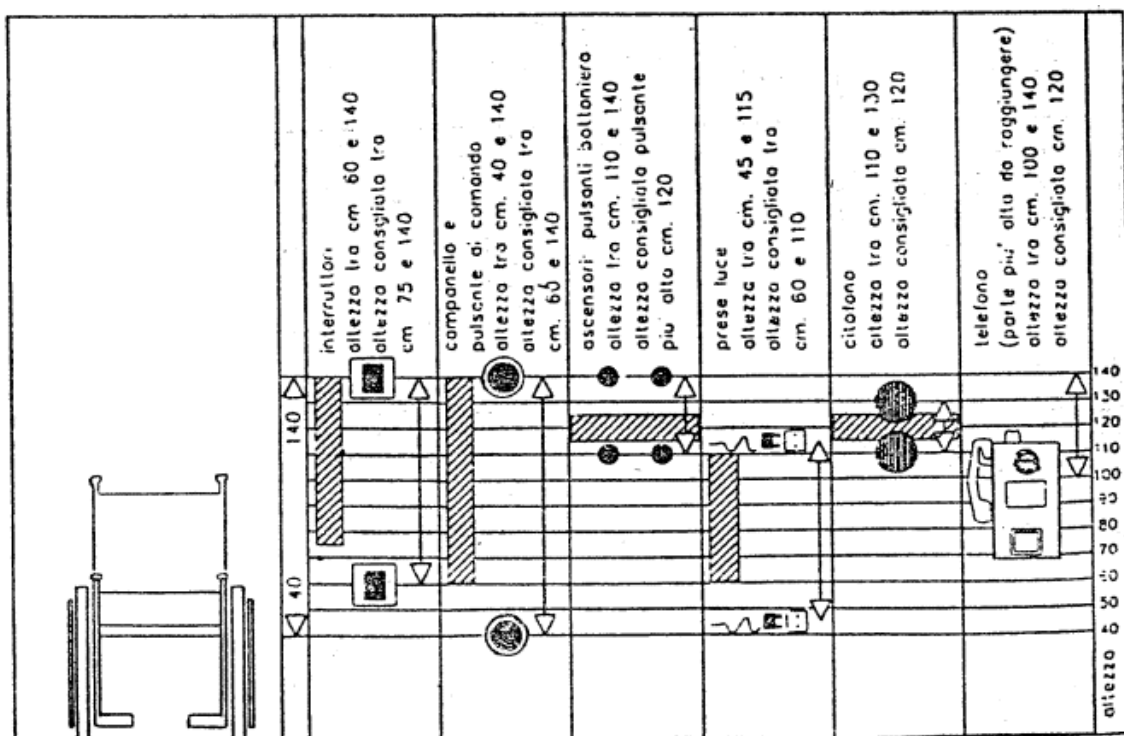 140
40
interruttori
altezza tra cm 60 e 140
altezza consigliata tra
cm 75 e 140
campanello e
pulsante di comando
altezza tra cm. 40 e 140
altezza consigliata tra
cm. 60 e 140
ascensori pulsanti bottoniera
altezza tra cm. 110 e 140
altezza consigliata pulsante
piu' alto cm. 120
prese luce
altezza tra cm. 45 e 115
altezza consigliata tra
cm. 60 e 110
citofono
altezza tra cm. 110 e 130
altezza consigliata cm. 120
telefono
(parte piu' alta da raggiungere)
altezza tra cm. 100 e 140
altezza consigliata cm. 120
140
130
120
110
100
90
80
70
60
50
40
altezza